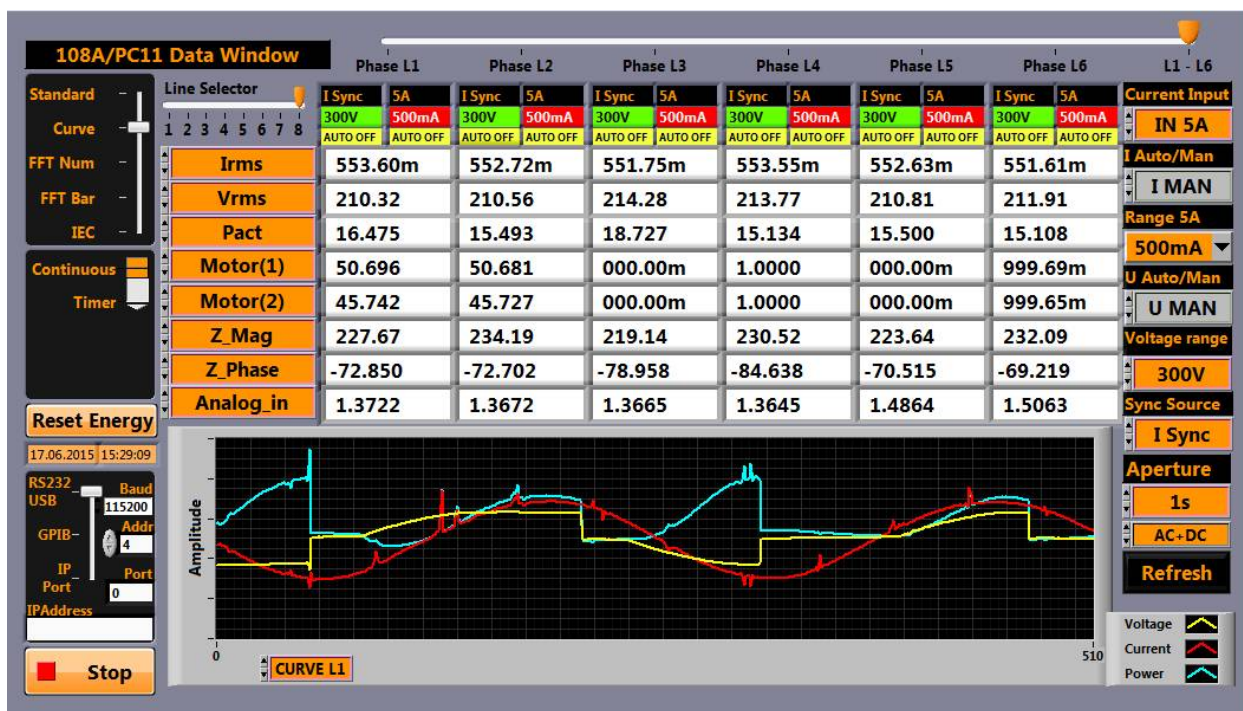 108A/PC11 Data Window
Phase L1 Phase L2 Phase L3 Phase L4 Phase L5 Phase L6 L1 - L6
Standard
Curve
FFT Num
FFT Bar
IEC
Continuous
Timer
Line Selector
1 2 3 4 5 6 7 8
I Sync 5A I Sync 5A I Sync 5A I Sync 5A I Sync 5A I Sync 5A
300V 500mA 300V 500mA 300V 500mA 300V 500mA 300V 500mA 300V 500mA
AUTO OFF AUTO OFF AUTO OFF AUTO OFF AUTO OFF AUTO OFF AUTO OFF AUTO OFF AUTO OFF AUTO OFF AUTO OFF AUTO OFF
Irms 553.60m 552.72m 551.75m 553.55m 552.63m 551.61m
Vrms 210.32 210.56 214.28 213.77 210.81 211.91
Pact 16.475 15.493 18.727 15.134 15.500 15.108
Motor(1) 50.696 50.681 000.00m 1.0000 000.00m 999.69m
Motor(2) 45.742 45.727 000.00m 1.0000 000.00m 999.65m
Z_Mag 227.67 234.19 219.14 230.52 223.64 232.09
Z_Phase -72.850 -72.702 -78.958 -84.638 -70.515 -69.219
Analog_in 1.3722 1.3672 1.3665 1.3645 1.4864 1.5063
Current Input
IN 5A
I Auto/Man
I MAN
Range 5A
500mA
U Auto/Man
U MAN
Voltage range
300V
Sync Source
I Sync
Aperture
1s
AC+DC
Refresh
Reset Energy
17.06.2015 15:29:09
RS232
USB
Baud
115200
GPIB
Addr
4
IP
Port
Port
0
IPAddress
Stop
Amplitude
0
510
CURVE L1
Voltage
Current
Power